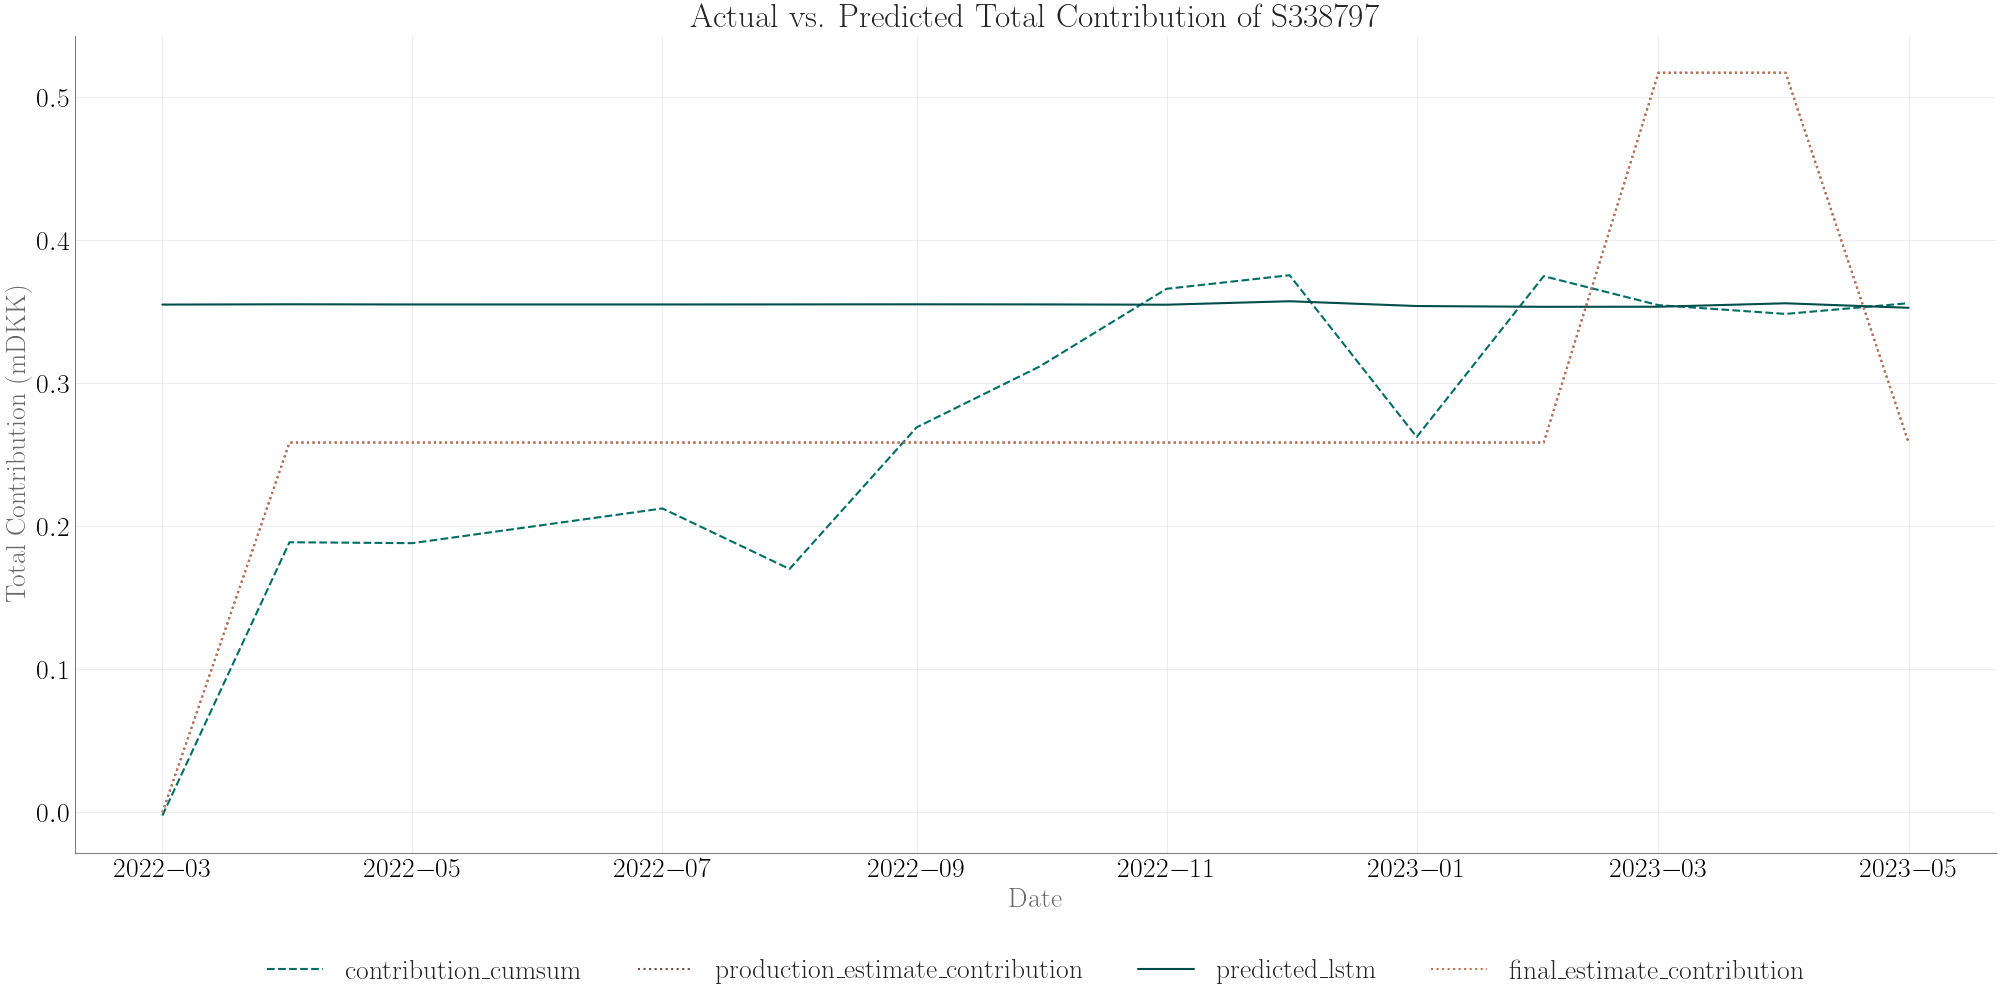 Actual vs. Predicted Total Contribution of S338797
Total Contribution (mDKK)
0.5
0.4
0.3
0.2
0.1
0.0
2022−03 2022−05 2022−07 2022−09 2022−11 2023−01 2023−03 2023−05
Date
contribution_cumsum production_estimate_contribution predicted_lstm final_estimate_contribution